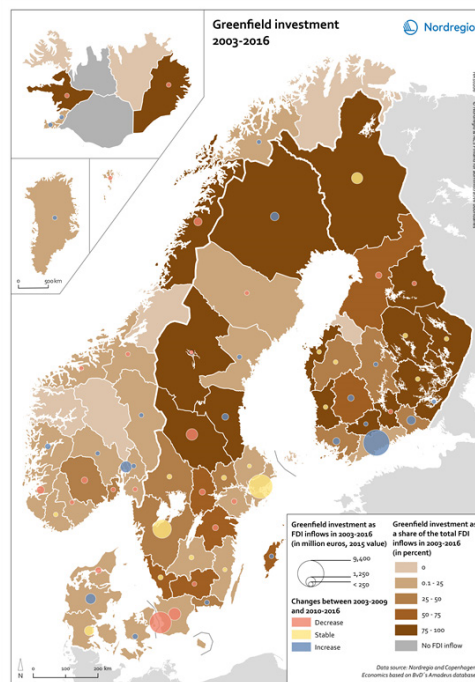 Greenfield investment
2003-2016
Nordregio
0 500 km
Greenfield investment as
FDI inflows in 2003-2016
(in million euros, 2015 value)
9,400
1,250
< 250
Changes between 2003-2009
and 2010-2016
Decrease
Stable
Increase
Greenfield investment as
a share of the total FDI
inflows in 2003-2016
(in percent)
0
0.1 - 25
25 - 50
50 - 75
75 - 100
No FDI inflow
N
0 100 200 km
Data source: Nordregio and Copenhagen
Economics based on BvD's Amadeus database